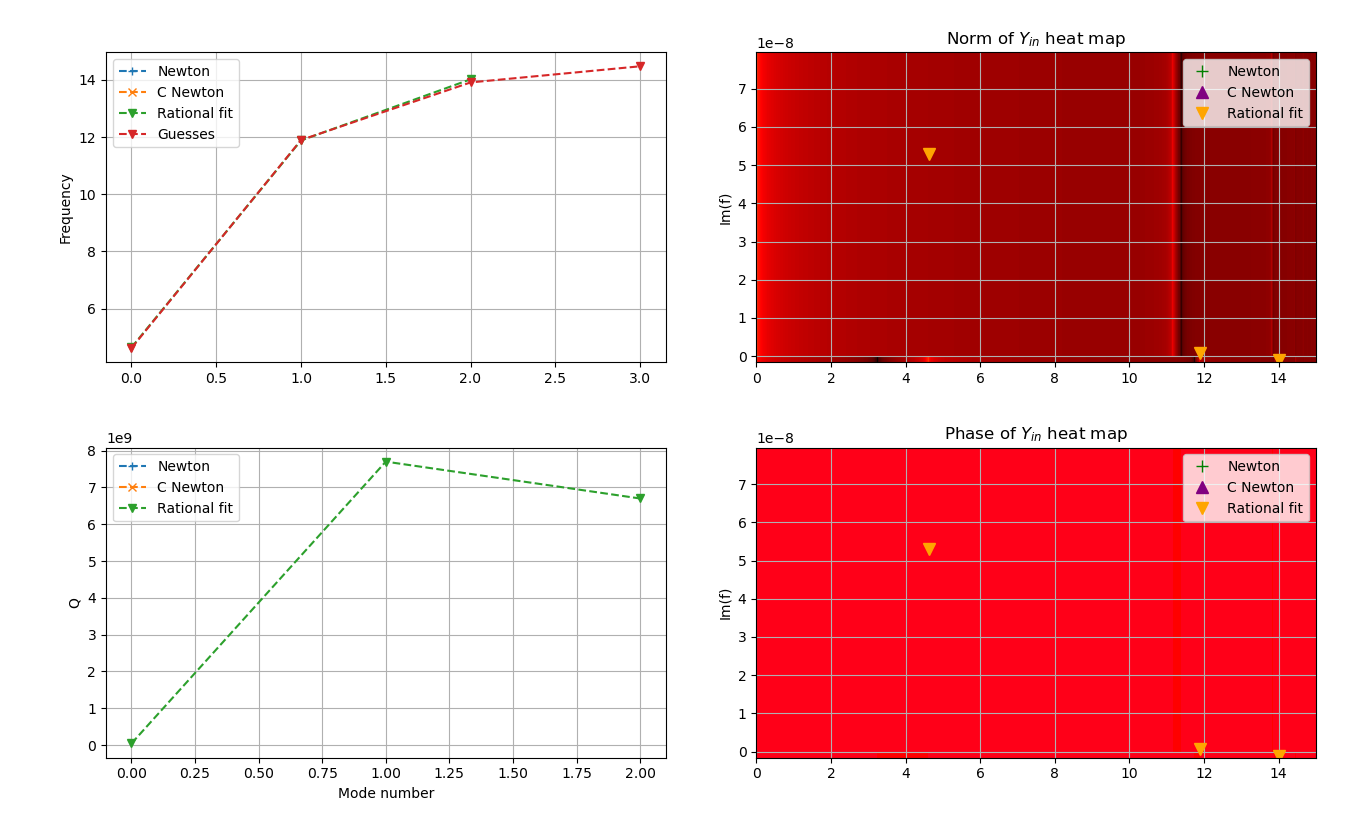 Newton
C Newton
Rational fit
Guesses
Frequency
14
12
10
8
6
0.0 0.5 1.0 1.5 2.0 2.5 3.0
Norm of Y_in heat map
1e−8
Newton
C Newton
Rational fit
Im(f)
7
6
5
4
3
2
1
0
0 2 4 6 8 10 12 14
1e9
Newton
C Newton
Rational fit
Q
8
7
6
5
4
3
2
1
0
0.00 0.25 0.50 0.75 1.00 1.25 1.50 1.75 2.00
Mode number
Phase of Y_in heat map
1e−8
Newton
C Newton
Rational fit
Im(f)
7
6
5
4
3
2
1
0
0 2 4 6 8 10 12 14